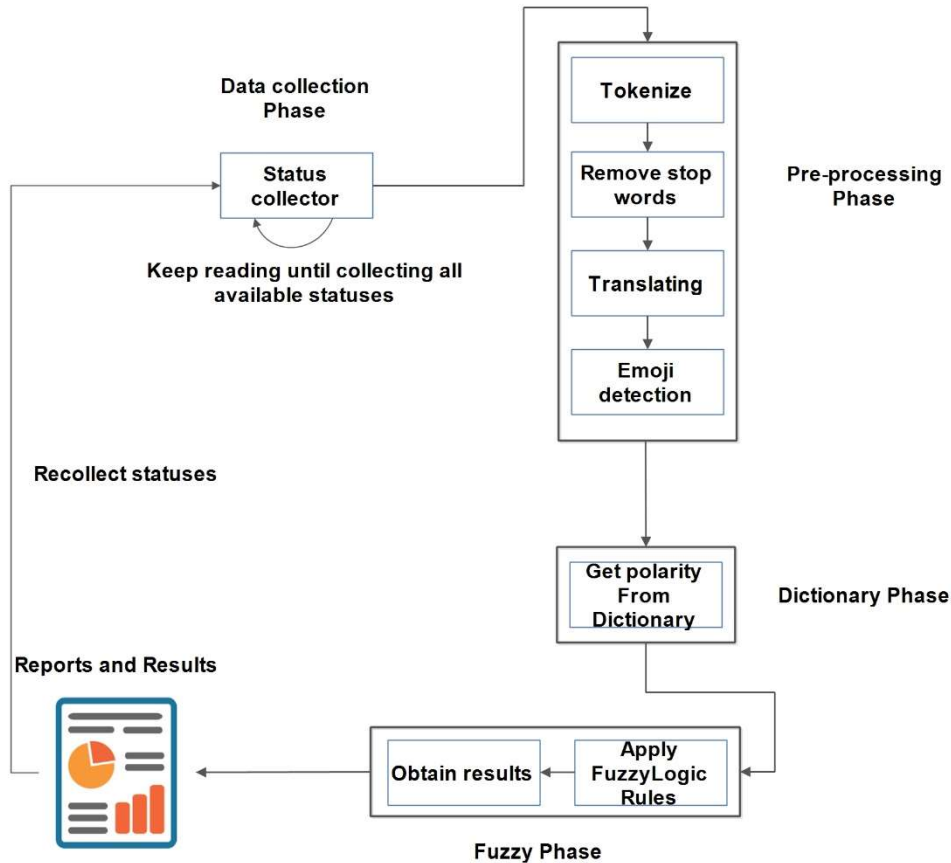 Data collection
Phase
Status
collector
Keep reading until collecting all
available statuses
Tokenize
Remove stop
words
Translating
Emoji
detection
Pre-processing
Phase
Get polarity
From
Dictionary
Dictionary Phase
Apply
FuzzyLogic
Rules
Obtain results
Fuzzy Phase
Reports and Results
Recollect statuses